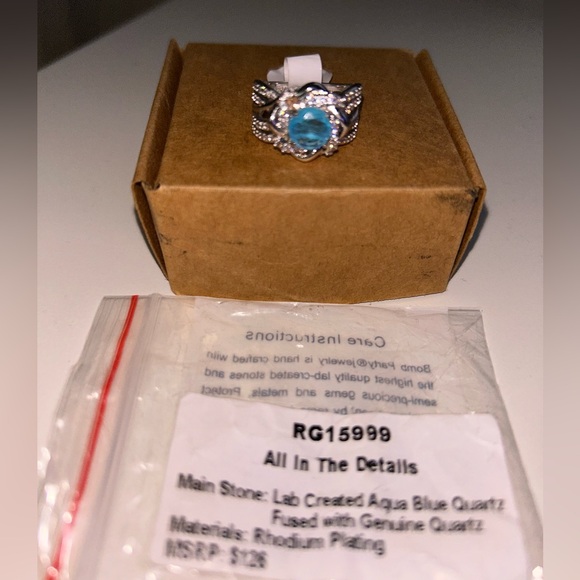 Care Instructions
Bomb Party® jewelry is hand crafted with
the highest quality lab-created stones and
semi-precious gems and metals. Protect
by
RG15999
All In The Details
Main Stone: Lab Created Aqua Blue Quartz
Fused with Genuine Quartz
Materials: Rhodium Plating
MSRP: $126